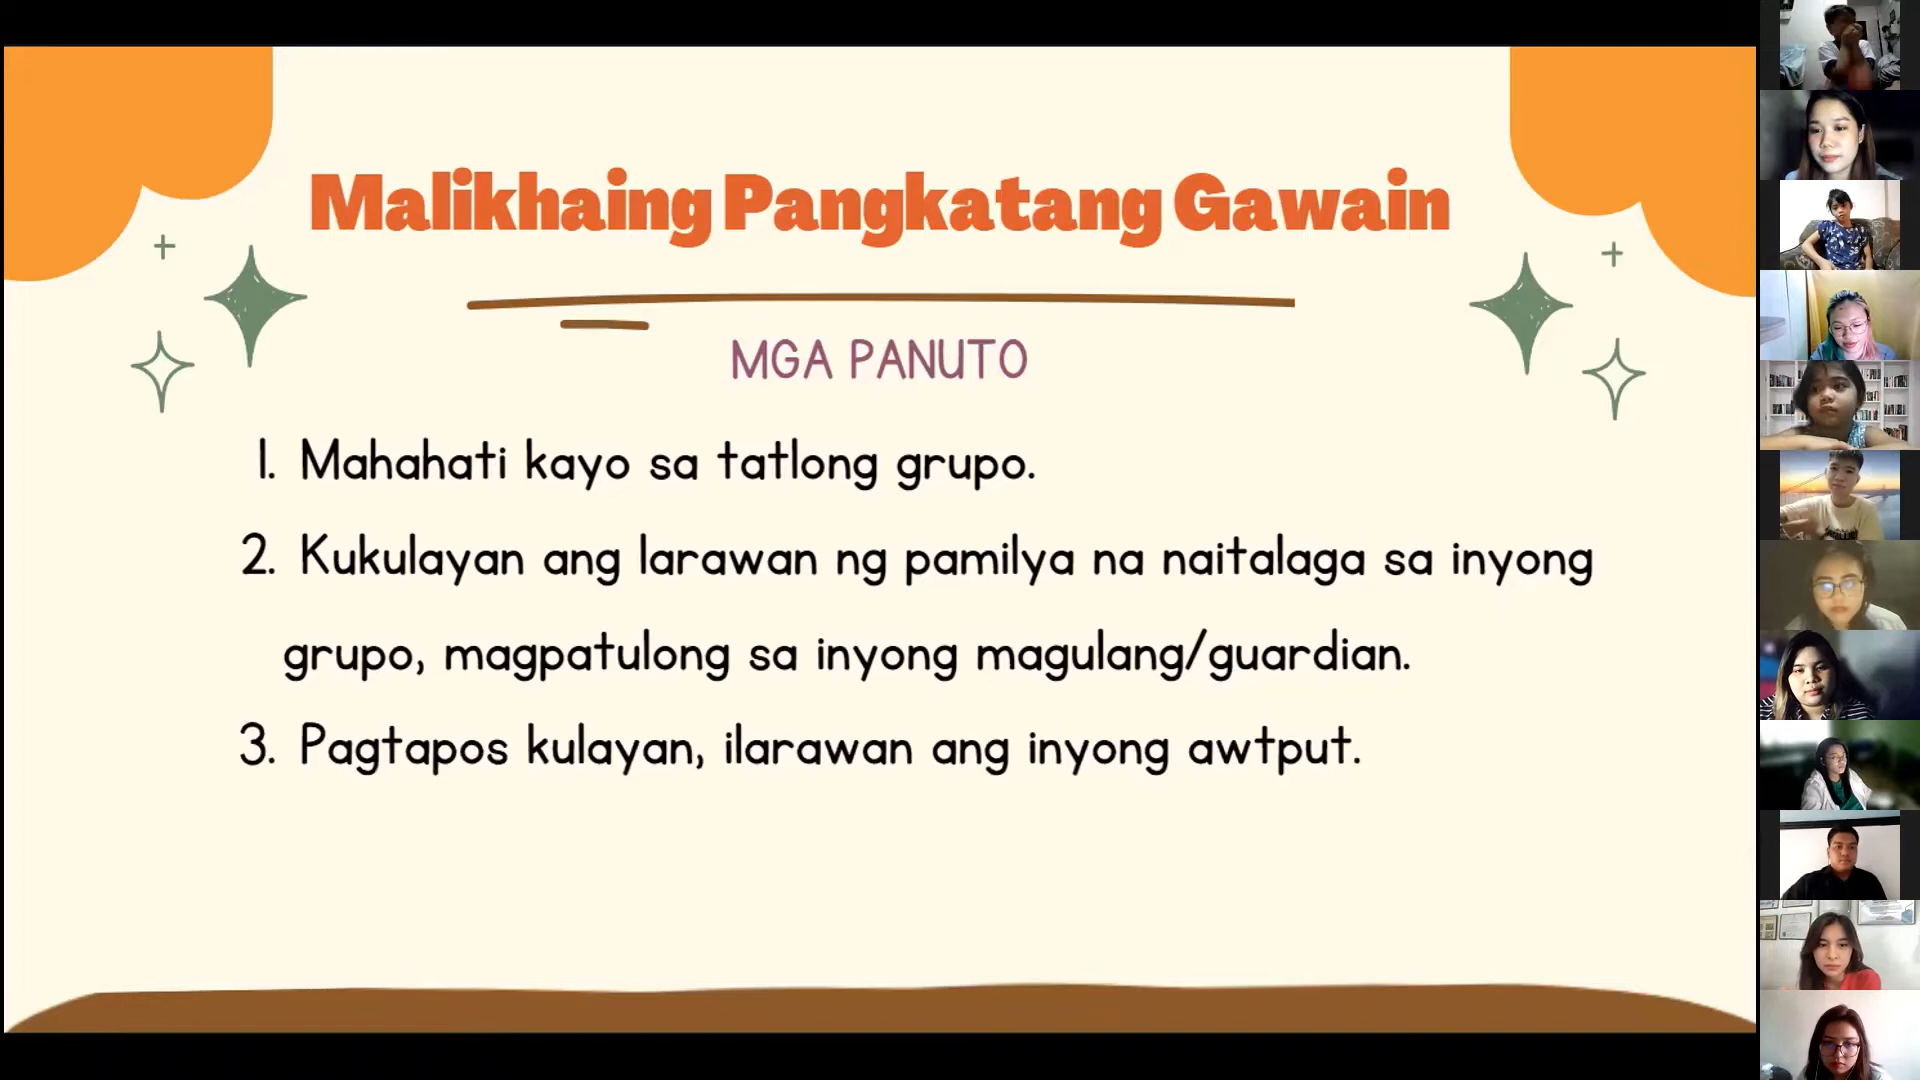 Malikhaing Pangkatang Gawain
MGA PANUTO
1. Mahahati kayo sa tatlong grupo.
2. Kukulayan ang larawan ng pamilya na naitalaga sa inyong
grupo, magpatulong sa inyong magulang/guardian.
3. Pagtapos kulayan, ilarawan ang inyong awtput.